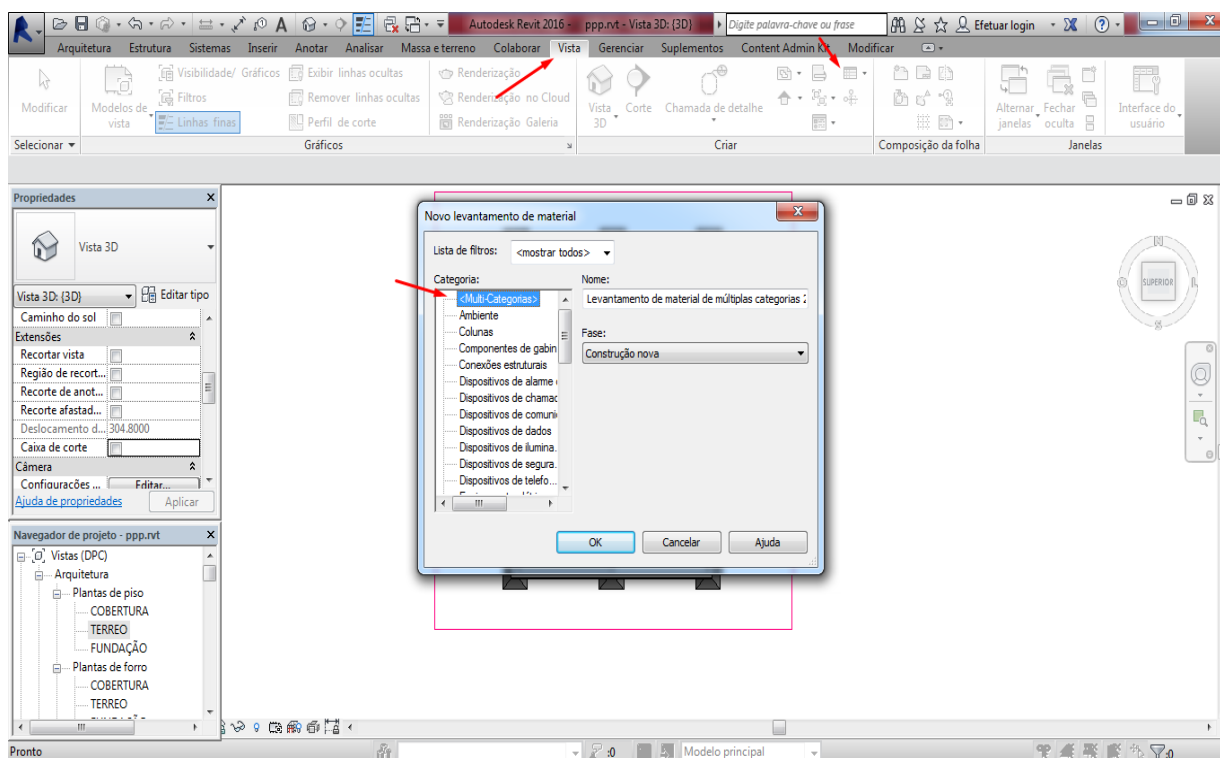 Autodesk Revit 2016 - ppp.rvt - Vista 3D: {3D} Digite palavra-chave ou frase Efetuar login
Arquitetura Estrutura Sistemas Inserir Anotar Analisar Massa e terreno Colaborar Vista Gerenciar Suplementos Content Admin Kit Modificar
Visibilidade/ Gráficos Exibir linhas ocultas Renderização
Filtros Remover linhas ocultas Renderização no Cloud
Linhas finas Perfil de corte Renderização Galeria
Modificar Modelos de vista Vista 3D Corte Chamada de detalhe Alternar janelas Fechar oculta Interface do usuário
Selecionar Gráficos Criar Composição da folha Janelas
Propriedades
Vista 3D
Vista 3D: {3D} Editar tipo
Caminho do sol
Extensões
Recortar vista
Região de recort...
Recorte de anot...
Recorte afastad...
Deslocamento d... 304.8000
Caixa de corte
Câmera
Configurações ... Editar...
Ajuda de propriedades Aplicar
Navegador de projeto - ppp.rvt
Vistas (DPC)
Arquitetura
Plantas de piso
COBERTURA
TERREO
FUNDAÇÃO
Plantas de forro
COBERTURA
TERREO
Novo levantamento de material
Lista de filtros: <mostrar todos>
Categoria: Nome:
<Multi-Categorias> Levantamento de material de múltiplas categorias 2
Ambiente
Colunas Fase:
Componentes de gabin Construção nova
Conexões estruturais
Dispositivos de alarme
Dispositivos de chamac
Dispositivos de comuni
Dispositivos de dados
Dispositivos de ilumina.
Dispositivos de segura.
Dispositivos de telefo...
OK Cancelar Ajuda
SUPERIOR
Pronto :0 Modelo principal :0